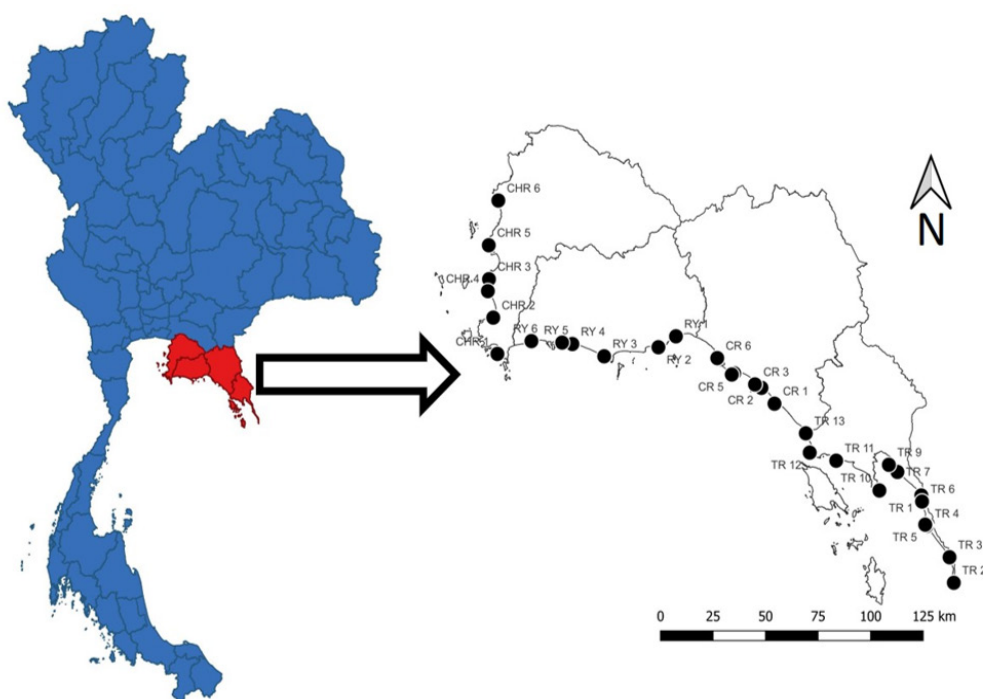 CHR 6
N
CHR 5
CHR 3
CHR 4
CHR 2
CHR 1
RY 6
RY 5
RY 4
RY 3
RY 2
RY 1
CR 6
CR 5
CR 3
CR 2
CR 1
TR 13
TR 12
TR 11
TR 10
TR 9
TR 7
TR 6
TR 1
TR 4
TR 5
TR 3
TR 2
0 25 50 75 100 125 km